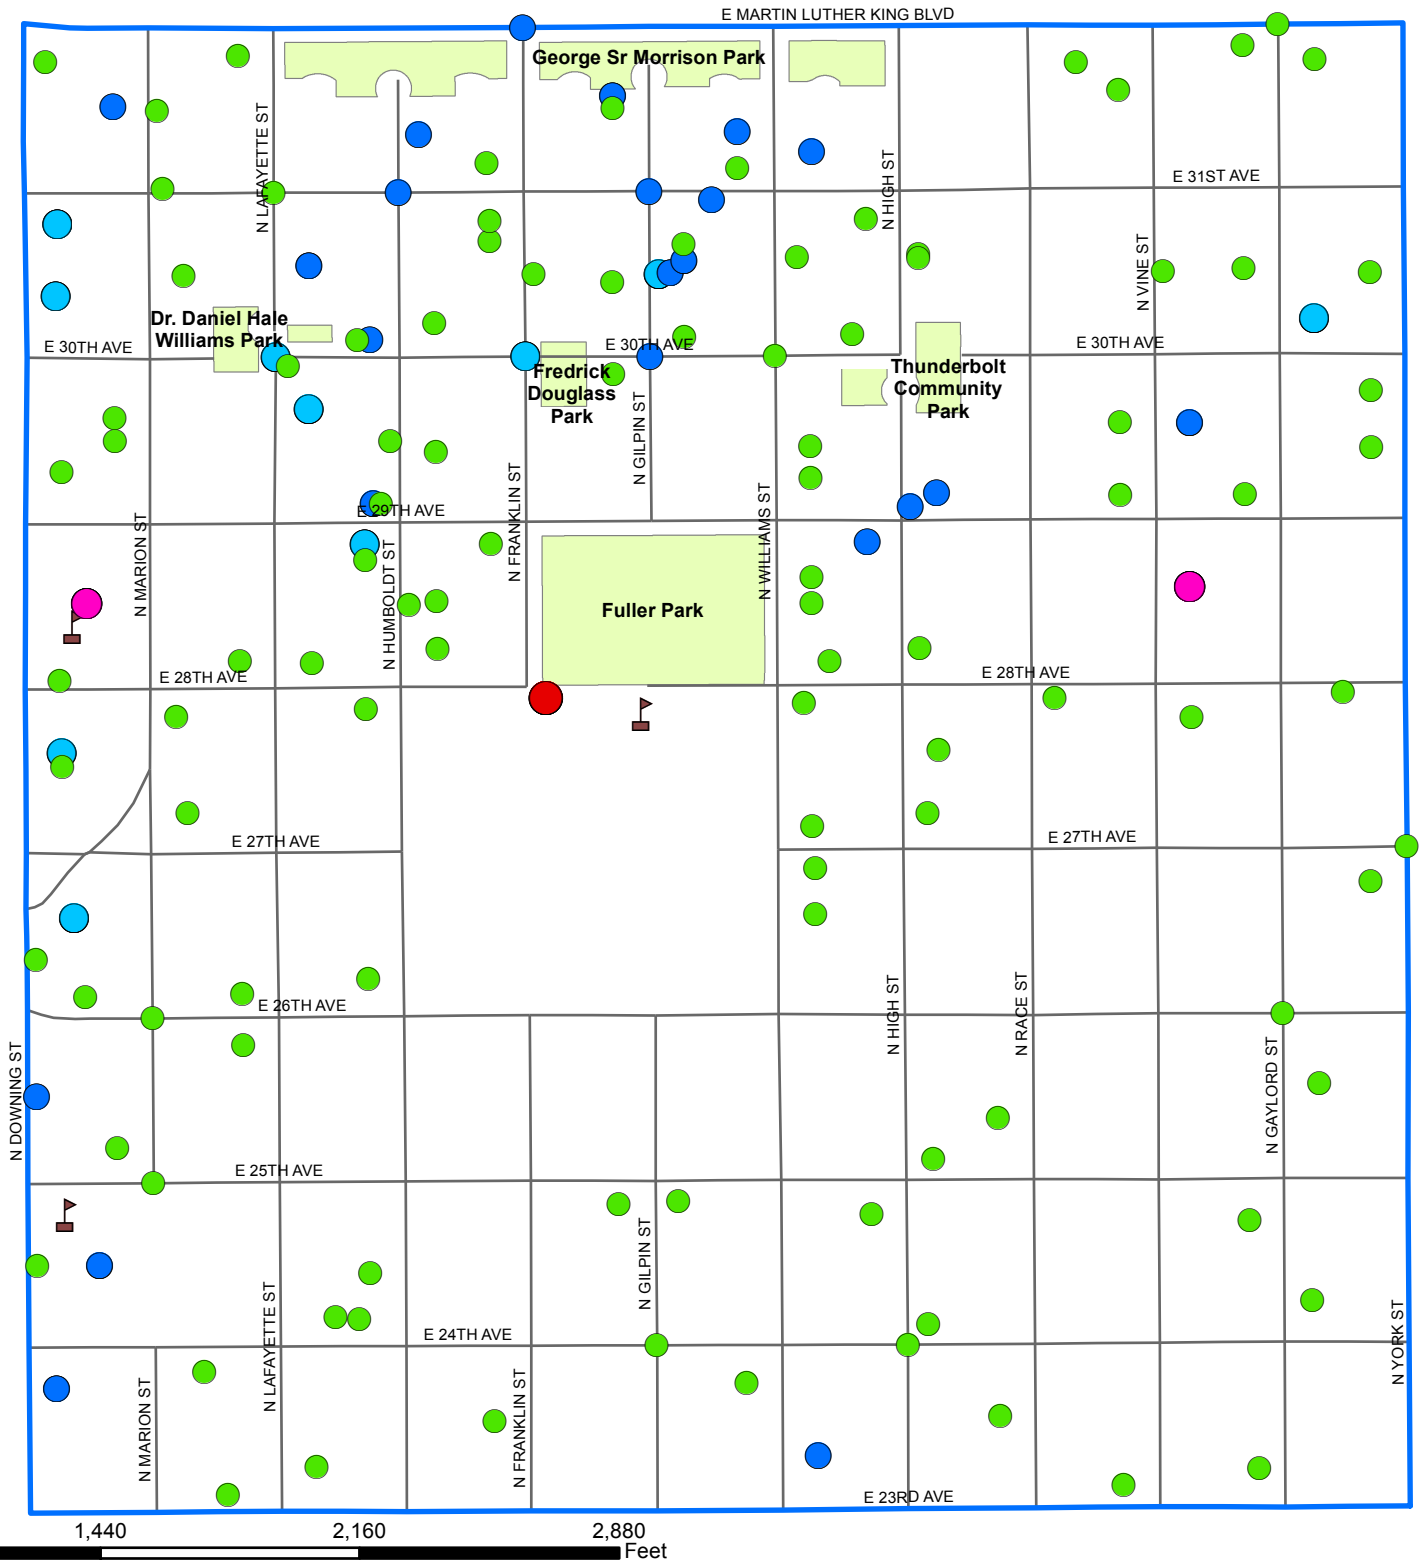 E MARTIN LUTHER KING BLVD
George Sr Morrison Park
N LAFAYETTE ST
N HIGH ST
E 31ST AVE
N VINE ST
Dr. Daniel Hale
Williams Park
E 30TH AVE
E 30TH AVE
E 30TH AVE
Fredrick
Douglass
Park
Thunderbolt
Community
Park
N GILPIN ST
N FRANKLIN ST
N WILLIAMS ST
E 29TH AVE
N MARION ST
N HUMBOLDT ST
Fuller Park
E 28TH AVE
E 28TH AVE
E 27TH AVE
E 27TH AVE
E 26TH AVE
N HIGH ST
N RACE ST
N DOWNING ST
N GAYLORD ST
E 25TH AVE
N GILPIN ST
N LAFAYETTE ST
E 24TH AVE
N YORK ST
N MARION ST
N FRANKLIN ST
E 23RD AVE
1,440
2,160
2,880
Feet